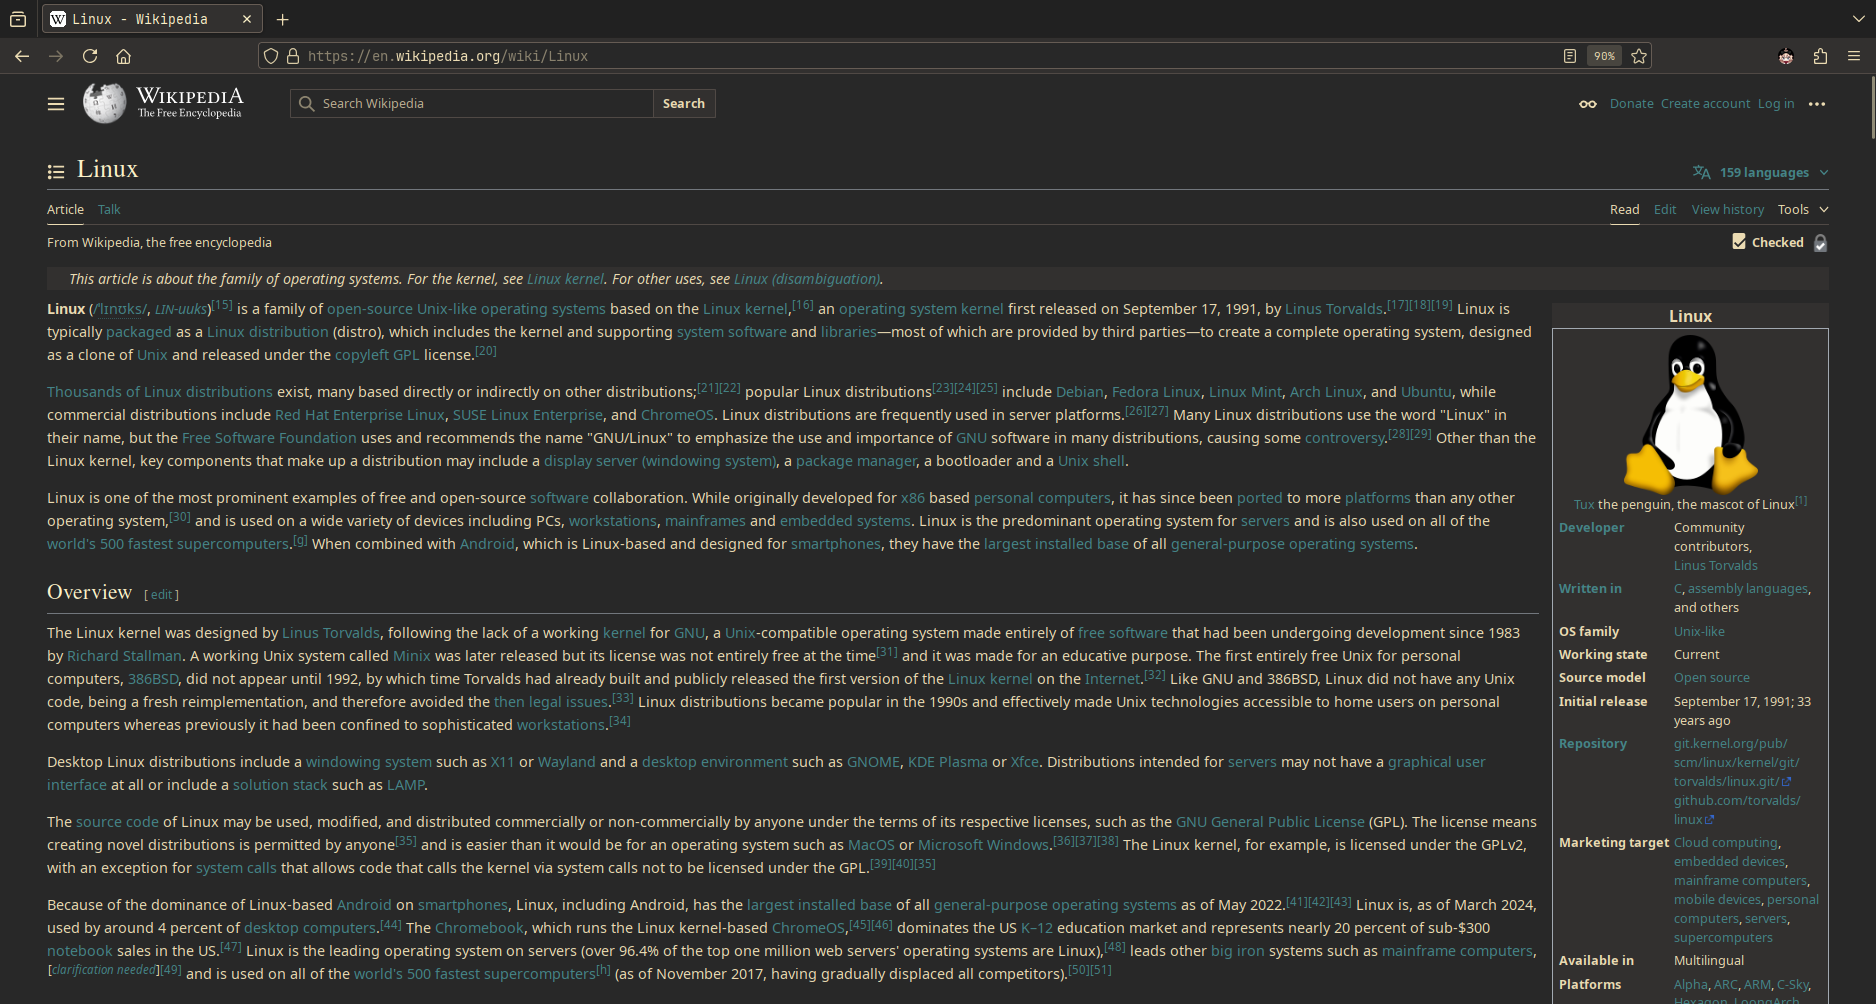 Linux - Wikipedia
https://en.wikipedia.org/wiki/Linux
90%
WIKIPEDIA
The Free Encyclopedia
Search Wikipedia
Search
Donate Create account Log in
Linux
159 languages
Article Talk
Read Edit View history Tools
From Wikipedia, the free encyclopedia
Checked
This article is about the family of operating systems. For the kernel, see Linux kernel. For other uses, see Linux (disambiguation).
Linux (/ˈlɪnʊks/, LIN-uuks)[15] is a family of open-source Unix-like operating systems based on the Linux kernel,[16] an operating system kernel first released on September 17, 1991, by Linus Torvalds.[17][18][19] Linux is
typically packaged as a Linux distribution (distro), which includes the kernel and supporting system software and libraries—most of which are provided by third parties—to create a complete operating system, designed
as a clone of Unix and released under the copyleft GPL license.[20]
Thousands of Linux distributions exist, many based directly or indirectly on other distributions;[21][22] popular Linux distributions[23][24][25] include Debian, Fedora Linux, Linux Mint, Arch Linux, and Ubuntu, while
commercial distributions include Red Hat Enterprise Linux, SUSE Linux Enterprise, and ChromeOS. Linux distributions are frequently used in server platforms.[26][27] Many Linux distributions use the word "Linux" in
their name, but the Free Software Foundation uses and recommends the name "GNU/Linux" to emphasize the use and importance of GNU software in many distributions, causing some controversy.[28][29] Other than the
Linux kernel, key components that make up a distribution may include a display server (windowing system), a package manager, a bootloader and a Unix shell.
Linux is one of the most prominent examples of free and open-source software collaboration. While originally developed for x86 based personal computers, it has since been ported to more platforms than any other
operating system,[30] and is used on a wide variety of devices including PCs, workstations, mainframes and embedded systems. Linux is the predominant operating system for servers and is also used on all of the
world's 500 fastest supercomputers.[g] When combined with Android, which is Linux-based and designed for smartphones, they have the largest installed base of all general-purpose operating systems.
Overview [ edit ]
The Linux kernel was designed by Linus Torvalds, following the lack of a working kernel for GNU, a Unix-compatible operating system made entirely of free software that had been undergoing development since 1983
by Richard Stallman. A working Unix system called Minix was later released but its license was not entirely free at the time[31] and it was made for an educative purpose. The first entirely free Unix for personal
computers, 386BSD, did not appear until 1992, by which time Torvalds had already built and publicly released the first version of the Linux kernel on the Internet.[32] Like GNU and 386BSD, Linux did not have any Unix
code, being a fresh reimplementation, and therefore avoided the then legal issues.[33] Linux distributions became popular in the 1990s and effectively made Unix technologies accessible to home users on personal
computers whereas previously it had been confined to sophisticated workstations.[34]
Desktop Linux distributions include a windowing system such as X11 or Wayland and a desktop environment such as GNOME, KDE Plasma or Xfce. Distributions intended for servers may not have a graphical user
interface at all or include a solution stack such as LAMP.
The source code of Linux may be used, modified, and distributed commercially or non-commercially by anyone under the terms of its respective licenses, such as the GNU General Public License (GPL). The license means
creating novel distributions is permitted by anyone[35] and is easier than it would be for an operating system such as MacOS or Microsoft Windows.[36][37][38] The Linux kernel, for example, is licensed under the GPLv2,
with an exception for system calls that allows code that calls the kernel via system calls not to be licensed under the GPL.[39][40][35]
Because of the dominance of Linux-based Android on smartphones, Linux, including Android, has the largest installed base of all general-purpose operating systems as of May 2022.[41][42][43] Linux is, as of March 2024,
used by around 4 percent of desktop computers.[44] The Chromebook, which runs the Linux kernel-based ChromeOS,[45][46] dominates the US K–12 education market and represents nearly 20 percent of sub-$300
notebook sales in the US.[47] Linux is the leading operating system on servers (over 96.4% of the top one million web servers' operating systems are Linux),[48] leads other big iron systems such as mainframe computers,
[clarification needed][49] and is used on all of the world's 500 fastest supercomputers[h] (as of November 2017, having gradually displaced all competitors).[50][51]
Linux
Tux the penguin, the mascot of Linux[1]
Developer Community
contributors,
Linus Torvalds
Written in C, assembly languages,
and others
OS family Unix-like
Working state Current
Source model Open source
Initial release September 17, 1991; 33
years ago
Repository git.kernel.org/pub/
scm/linux/kernel/git/
torvalds/linux.git/
github.com/torvalds/
linux
Marketing target Cloud computing,
embedded devices,
mainframe computers,
mobile devices, personal
computers, servers,
supercomputers
Available in Multilingual
Platforms Alpha, ARC, ARM, C-Sky,
Hexagon, LoongArch,